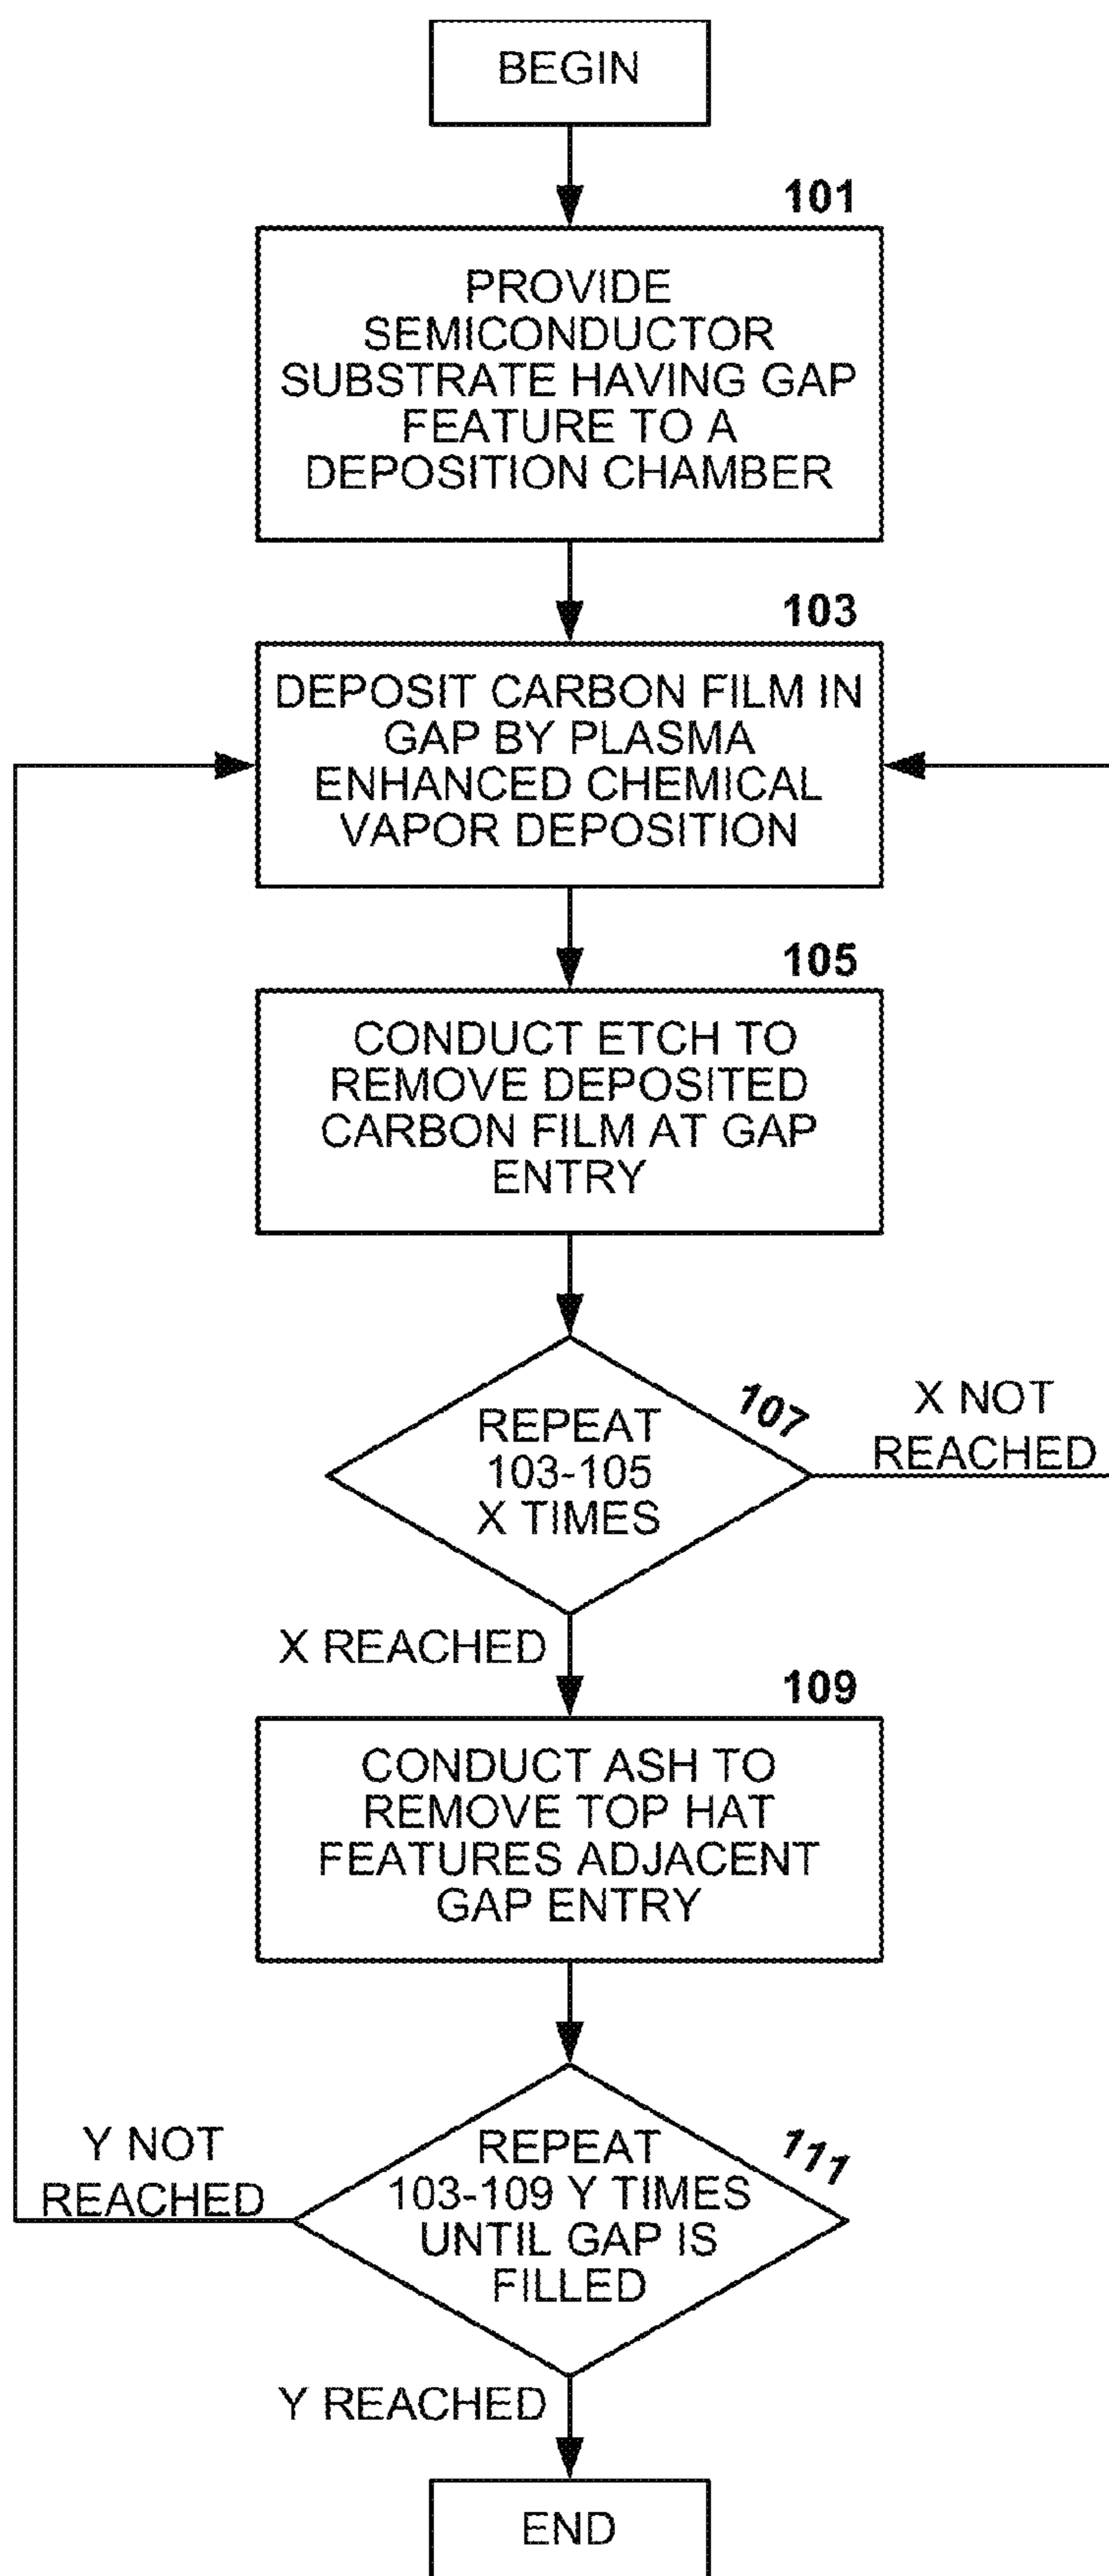 BEGIN
101
PROVIDE
SEMICONDUCTOR
SUBSTRATE HAVING GAP
FEATURE TO A
DEPOSITION CHAMBER
103
DEPOSIT CARBON FILM IN
GAP BY PLASMA
ENHANCED CHEMICAL
VAPOR DEPOSITION
105
CONDUCT ETCH TO
REMOVE DEPOSITED
CARBON FILM AT GAP
ENTRY
107
REPEAT
103-105
X TIMES
X NOT
REACHED
X REACHED
109
CONDUCT ASH TO
REMOVE TOP HAT
FEATURES ADJACENT
GAP ENTRY
111
REPEAT
103-109 Y TIMES
UNTIL GAP IS
FILLED
Y NOT
REACHED
Y REACHED
END